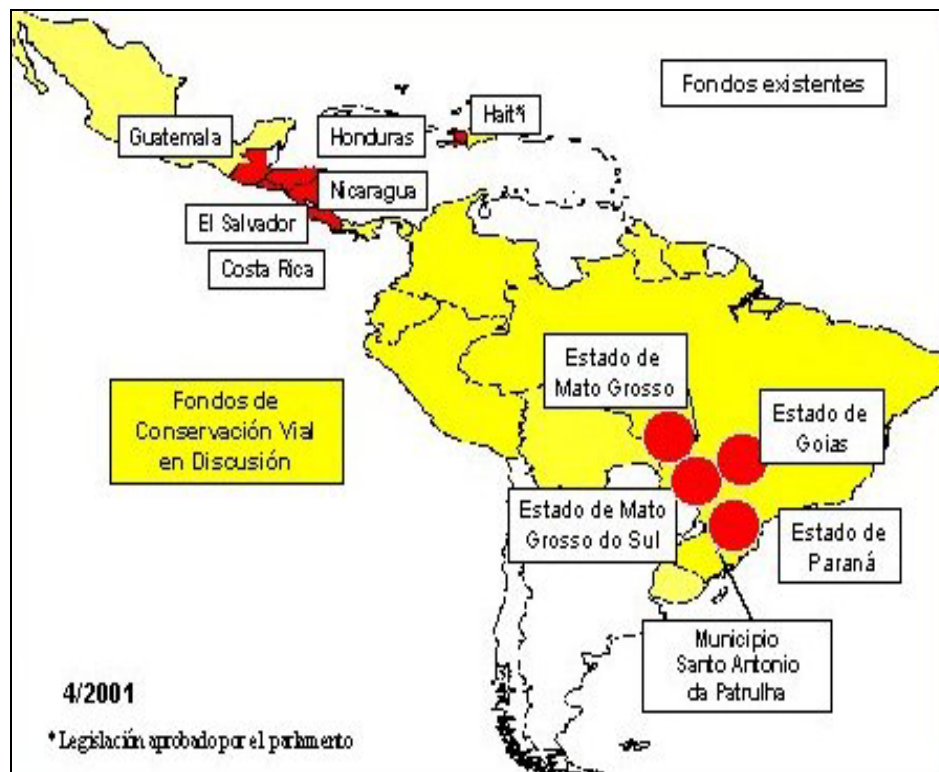 Fondos existentes
Guatemala
Honduras
Haiti*
Nicaragua
El Salvador
Costa Rica
Estado de
Mato Grosso
Fondos de
Conservación Vial
en Discusión
Estado de
Goias
Estado de Mato
Grosso do Sul
Estado de
Paraná
Municipio
Santo Antonio
da Patrulha
4/2001
*Legislación aprobado por el parlamento